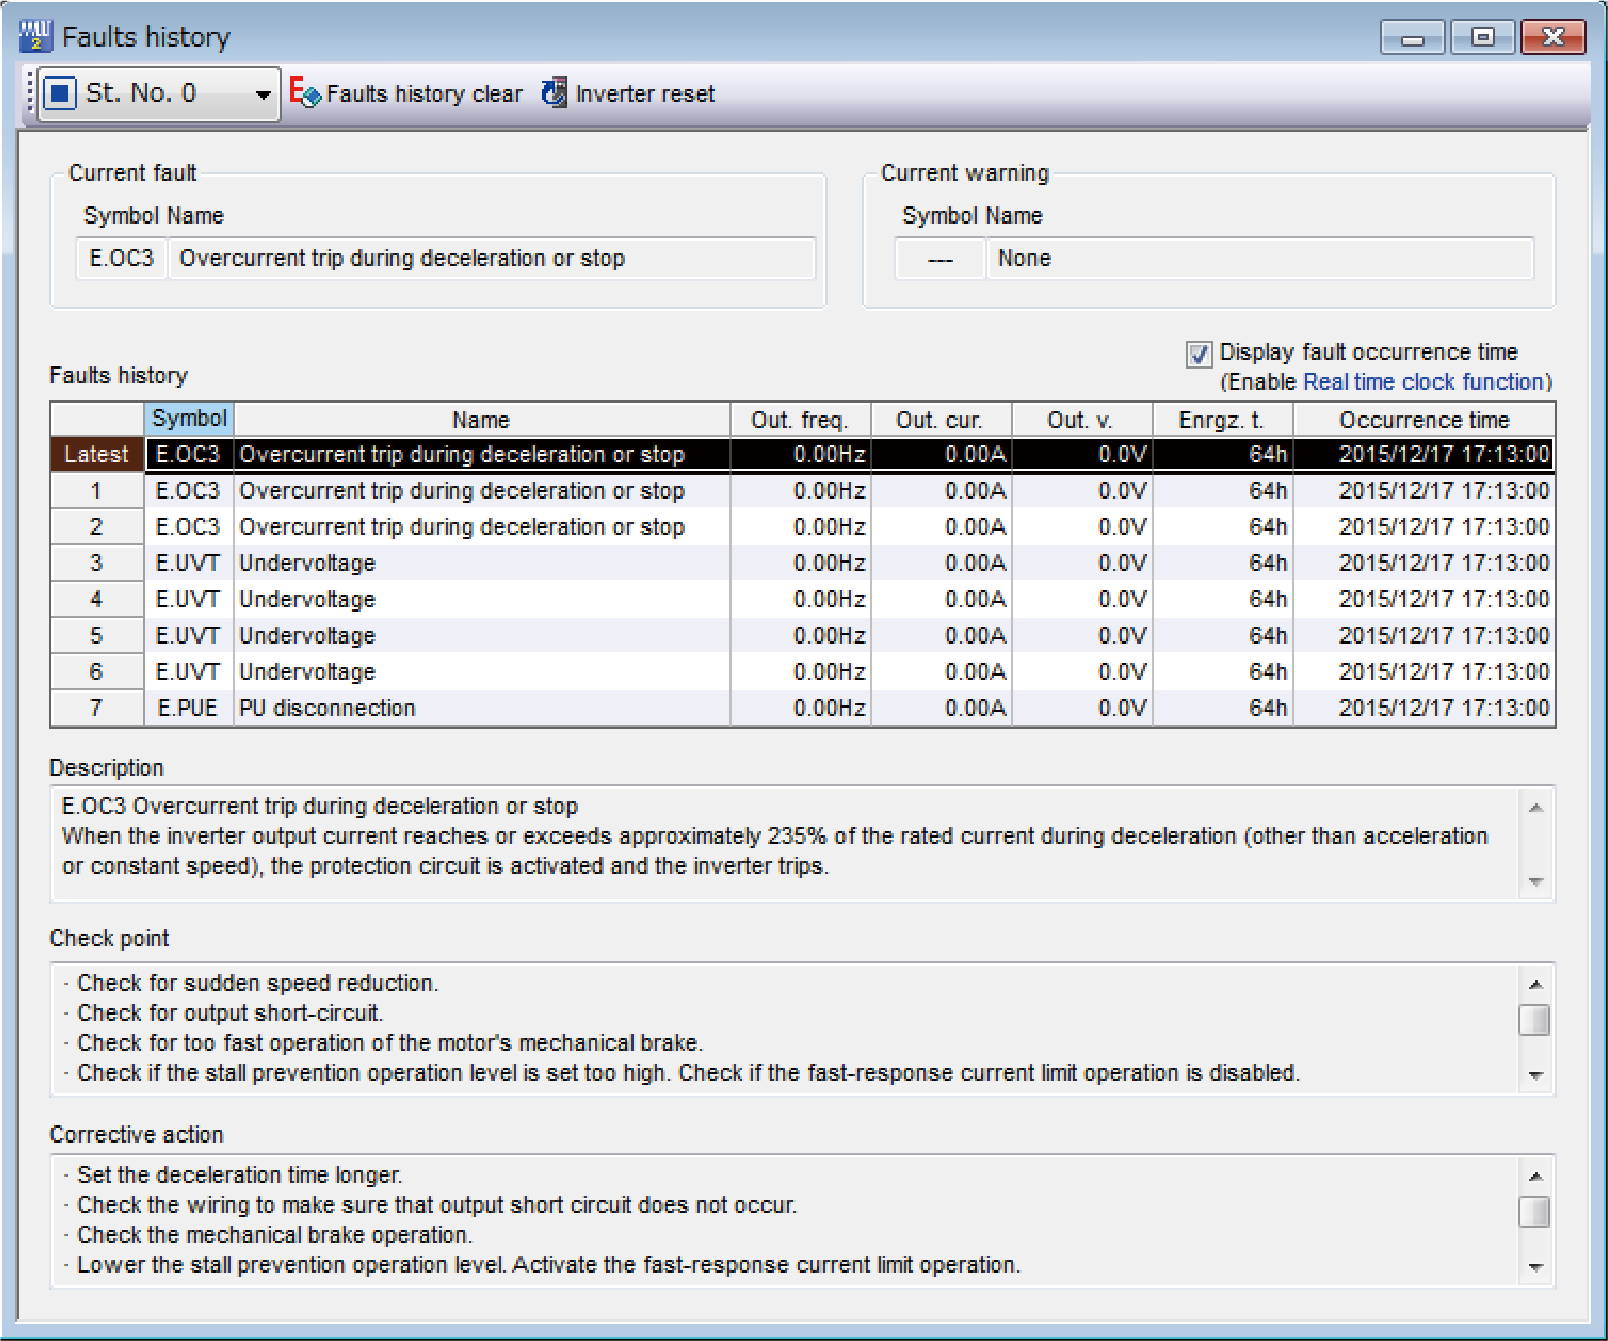 Faults history
St. No. 0 Faults history clear Inverter reset
Current fault
Symbol Name
E.OC3 Overcurrent trip during deceleration or stop
Current warning
Symbol Name
--- None
Display fault occurrence time
(Enable Real time clock function)
Faults history
Symbol Name Out. freq. Out. cur. Out. v. Enrgz. t. Occurrence time
Latest E.OC3 Overcurrent trip during deceleration or stop 0.00Hz 0.00A 0.0V 64h 2015/12/17 17:13:00
1 E.OC3 Overcurrent trip during deceleration or stop 0.00Hz 0.00A 0.0V 64h 2015/12/17 17:13:00
2 E.OC3 Overcurrent trip during deceleration or stop 0.00Hz 0.00A 0.0V 64h 2015/12/17 17:13:00
3 E.UVT Undervoltage 0.00Hz 0.00A 0.0V 64h 2015/12/17 17:13:00
4 E.UVT Undervoltage 0.00Hz 0.00A 0.0V 64h 2015/12/17 17:13:00
5 E.UVT Undervoltage 0.00Hz 0.00A 0.0V 64h 2015/12/17 17:13:00
6 E.UVT Undervoltage 0.00Hz 0.00A 0.0V 64h 2015/12/17 17:13:00
7 E.PUE PU disconnection 0.00Hz 0.00A 0.0V 64h 2015/12/17 17:13:00
Description
E.OC3 Overcurrent trip during deceleration or stop
When the inverter output current reaches or exceeds approximately 235% of the rated current during deceleration (other than acceleration
or constant speed), the protection circuit is activated and the inverter trips.
Check point
· Check for sudden speed reduction.
· Check for output short-circuit.
· Check for too fast operation of the motor's mechanical brake.
· Check if the stall prevention operation level is set too high. Check if the fast-response current limit operation is disabled.
Corrective action
· Set the deceleration time longer.
· Check the wiring to make sure that output short circuit does not occur.
· Check the mechanical brake operation.
· Lower the stall prevention operation level. Activate the fast-response current limit operation.